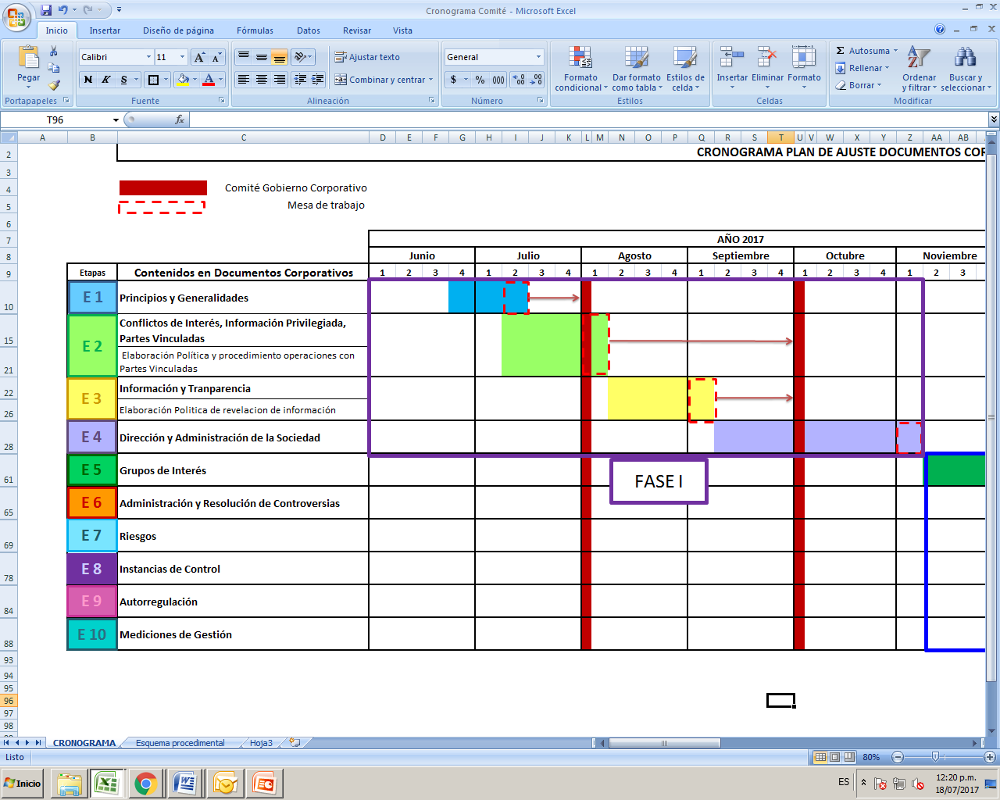 Cronograma Comité - Microsoft Excel
Inicio Insertar Diseño de página Fórmulas Datos Revisar Vista
Calibri 11 Ajustar texto General Autosuma
Pegar Formato condicional Dar formato como tabla Estilos de celda Insertar Eliminar Formato Rellenar Ordenar y filtrar Buscar y seleccionar
N K S Combinar y centrar $ % 000 Borrar
Portapapeles Fuente Alineación Número Estilos Celdas Modificar
T96 fx
A B C D E F G H I J K L M N O P Q R S T U V W X Y Z AA AB
2 CRONOGRAMA PLAN DE AJUSTE DOCUMENTOS COR
3
4 Comité Gobierno Corporativo
5 Mesa de trabajo
6
7 AÑO 2017
8 Junio Julio Agosto Septiembre Octubre Noviembre
9 Etapas Contenidos en Documentos Corporativos 1 2 3 4 1 2 3 4 1 2 3 4 1 2 3 4 1 2 3 4 1 2 3
10 E 1 Principios y Generalidades
15 E 2 Conflictos de Interés, Información Privilegiada,
Partes Vinculadas
21 Elaboración Política y procedimiento operaciones con
Partes Vinculadas
22 E 3 Información y Tranparencia
26 Elaboración Politica de revelacion de información
28 E 4 Dirección y Administración de la Sociedad
61 E 5 Grupos de Interés
FASE I
65 E 6 Administración y Resolución de Controversias
69 E 7 Riesgos
78 E 8 Instancias de Control
84 E 9 Autorregulación
88 E 10 Mediciones de Gestión
93
94
95
96
97
98
CRONOGRAMA Esquema procedimental Hoja3
Listo 80%
Inicio ES 12:20 p.m.
18/07/2017